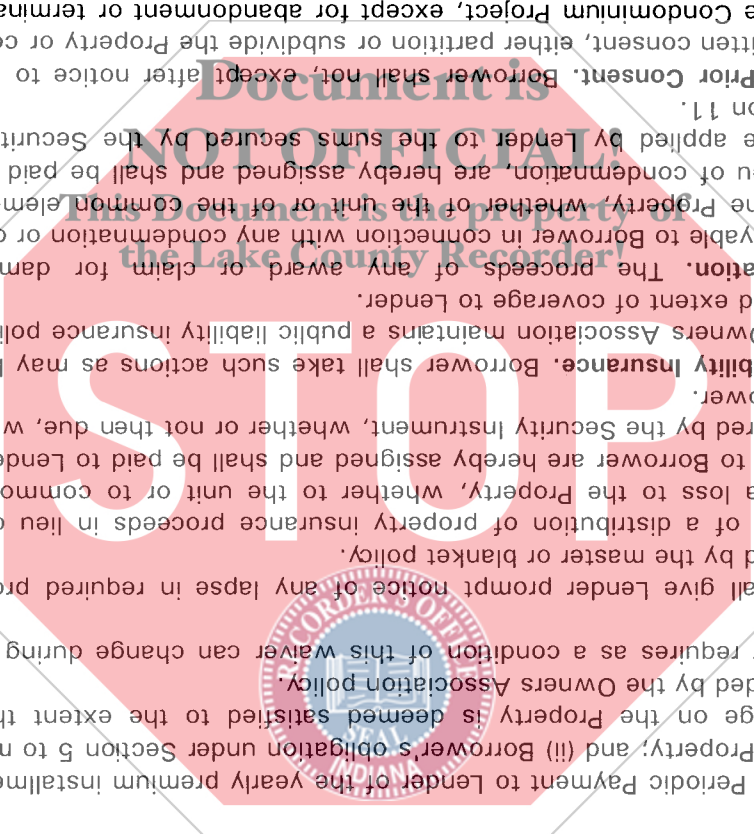 Periodic Payment to Lender of the yearly premium installme
Property; and (ii) Borrower's obligation under Section 5 to m
ge on the Property is deemed satisfied to the extent th
ded by the Owners Association policy.
r requires as a condition of this waiver can change during
all give Lender prompt notice of any lapse in required pro
d by the master or blanket policy.
of a distribution of property insurance proceeds in lieu o
a loss to the Property, whether to the unit or to commo
to Borrower are hereby assigned and shall be paid to Lende
red by the Security Instrument, whether or not then due, w
ower.
bility Insurance. Borrower shall take such actions as may b
Owners Association maintains a public liability insurance poli
d extent of coverage to Lender.
ation. The proceeds of any award or claim for dam
yable to Borrower in connection with any condemnation or o
he Property, whether of the unit or of the common elem
eu of condemnation, are hereby assigned and shall be paid
e applied by Lender to the sums secured by the Securit
on 11.
Prior Consent. Borrower shall not, except after notice to
itten consent, either partition or subdivide the Property or co
e Condominium Project, except for abandonment or termina
Document is
NOT OFFICIAL!
This Document is the property of
the Lake County Recorder!
STOP
RECORDER'S OFFICE
SEAL
INDIANA